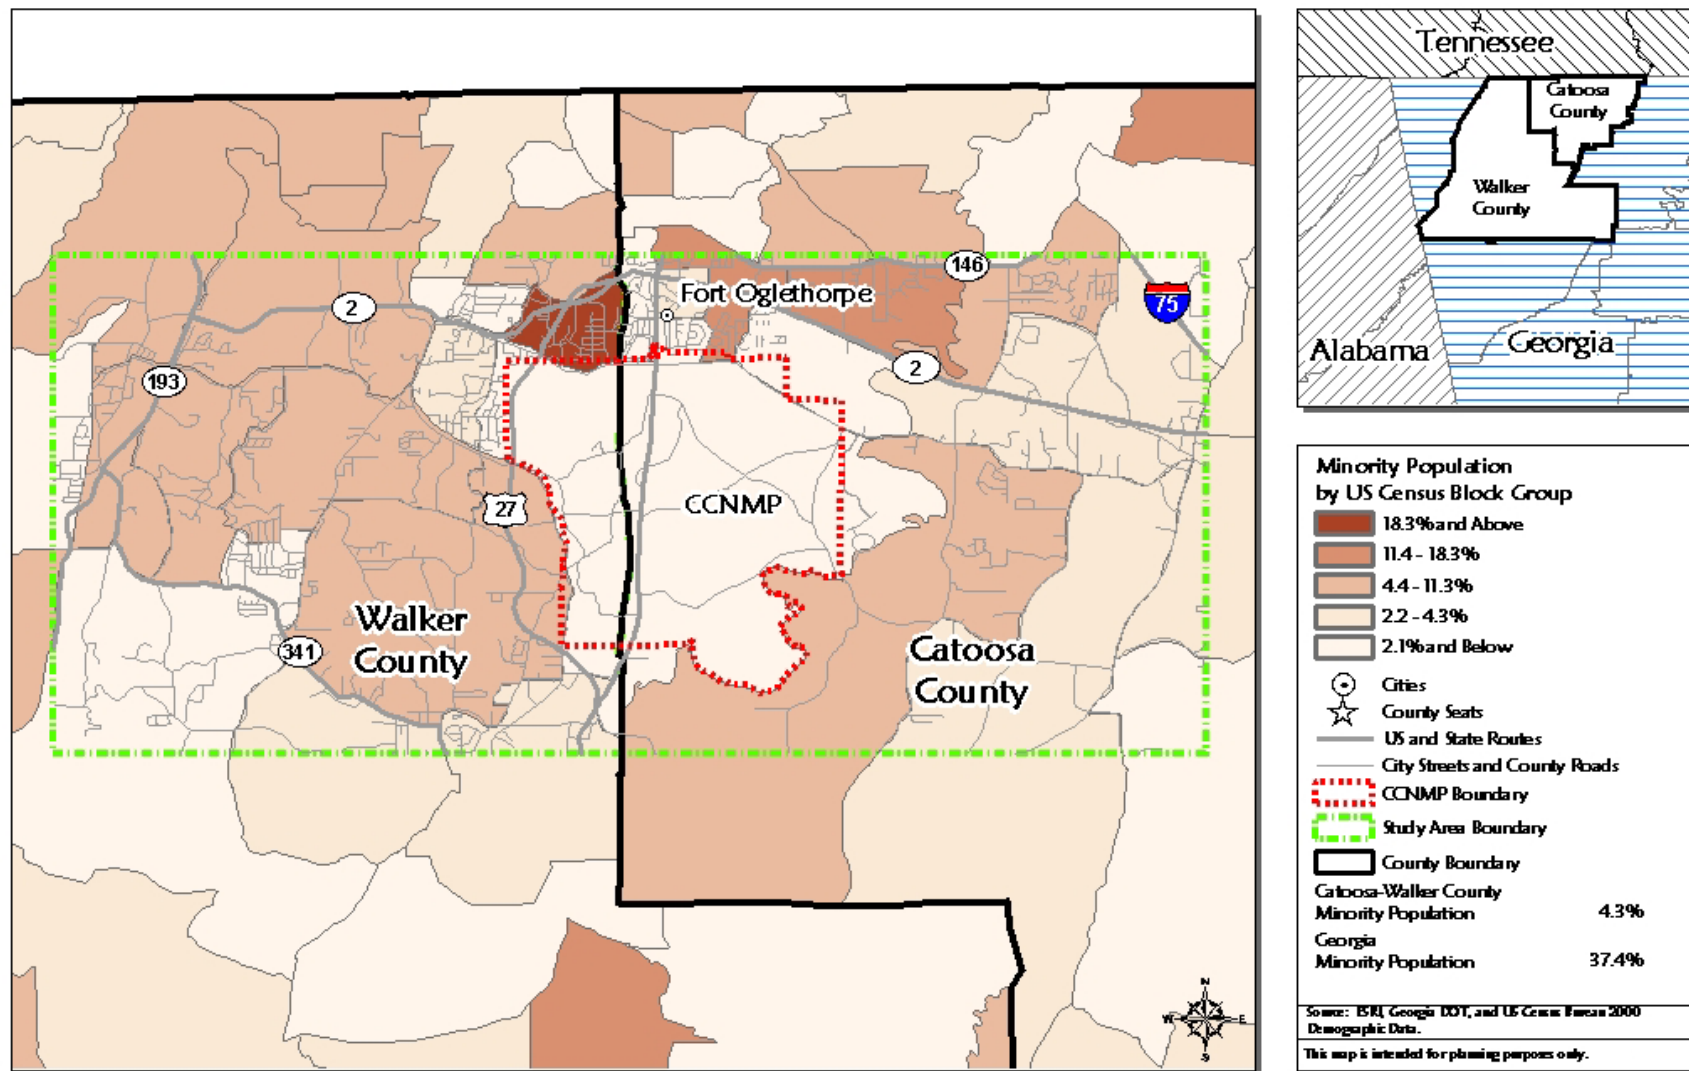 146
Fort Oglethorpe
75
2
2
193
CCNMP
27
Walker
County
341
Catoosa
County
N
W
E
S
Tennessee
Catoosa
County
Walker
County
Alabama
Georgia
Minority Population
by US Census Block Group
18.3% and Above
11.4 - 18.3%
4.4 - 11.3%
2.2 - 4.3%
2.1% and Below
Cities
County Seats
US and State Routes
City Streets and County Roads
CCNMP Boundary
Study Area Boundary
County Boundary
Catoosa-Walker County
Minority Population 4.3%
Georgia
Minority Population 37.4%
Source: ESRI, Georgia DOT, and US Census Bureau 2000
Demographic Data.
This map is intended for planning purposes only.